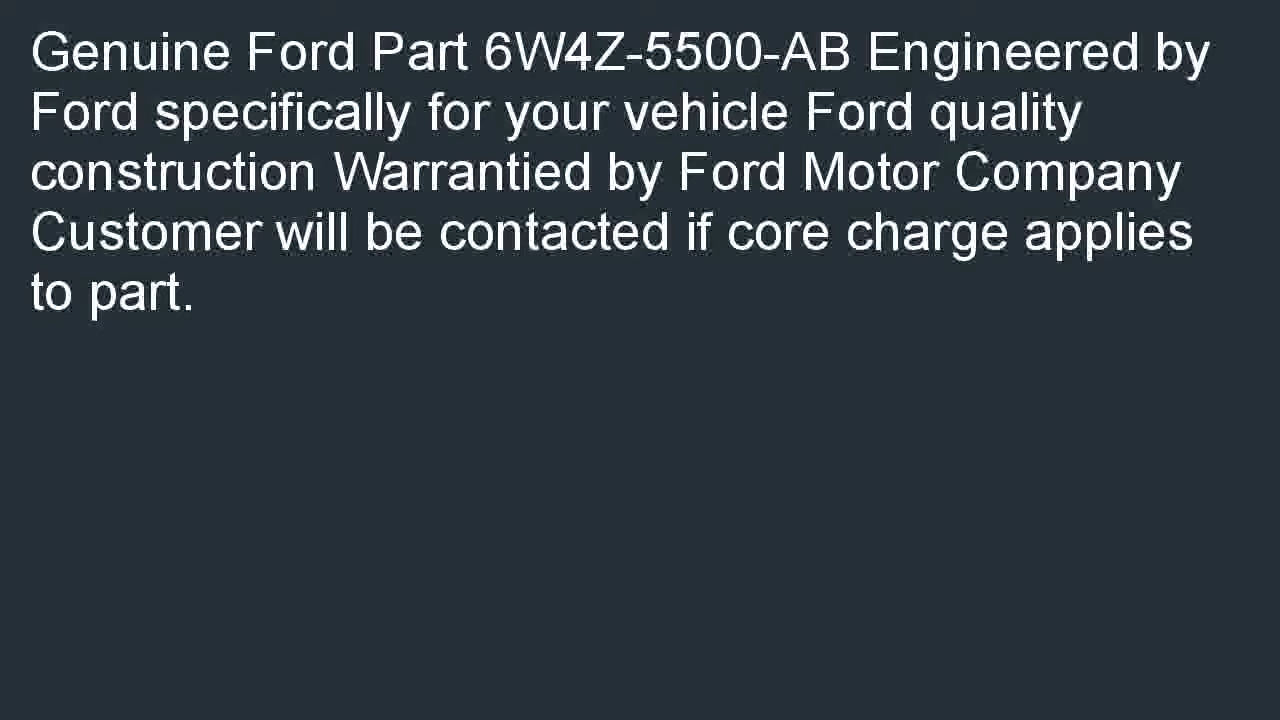 Genuine Ford Part 6W4Z-5500-AB Engineered by
Ford specifically for your vehicle Ford quality
construction Warrantied by Ford Motor Company
Customer will be contacted if core charge applies
to part.